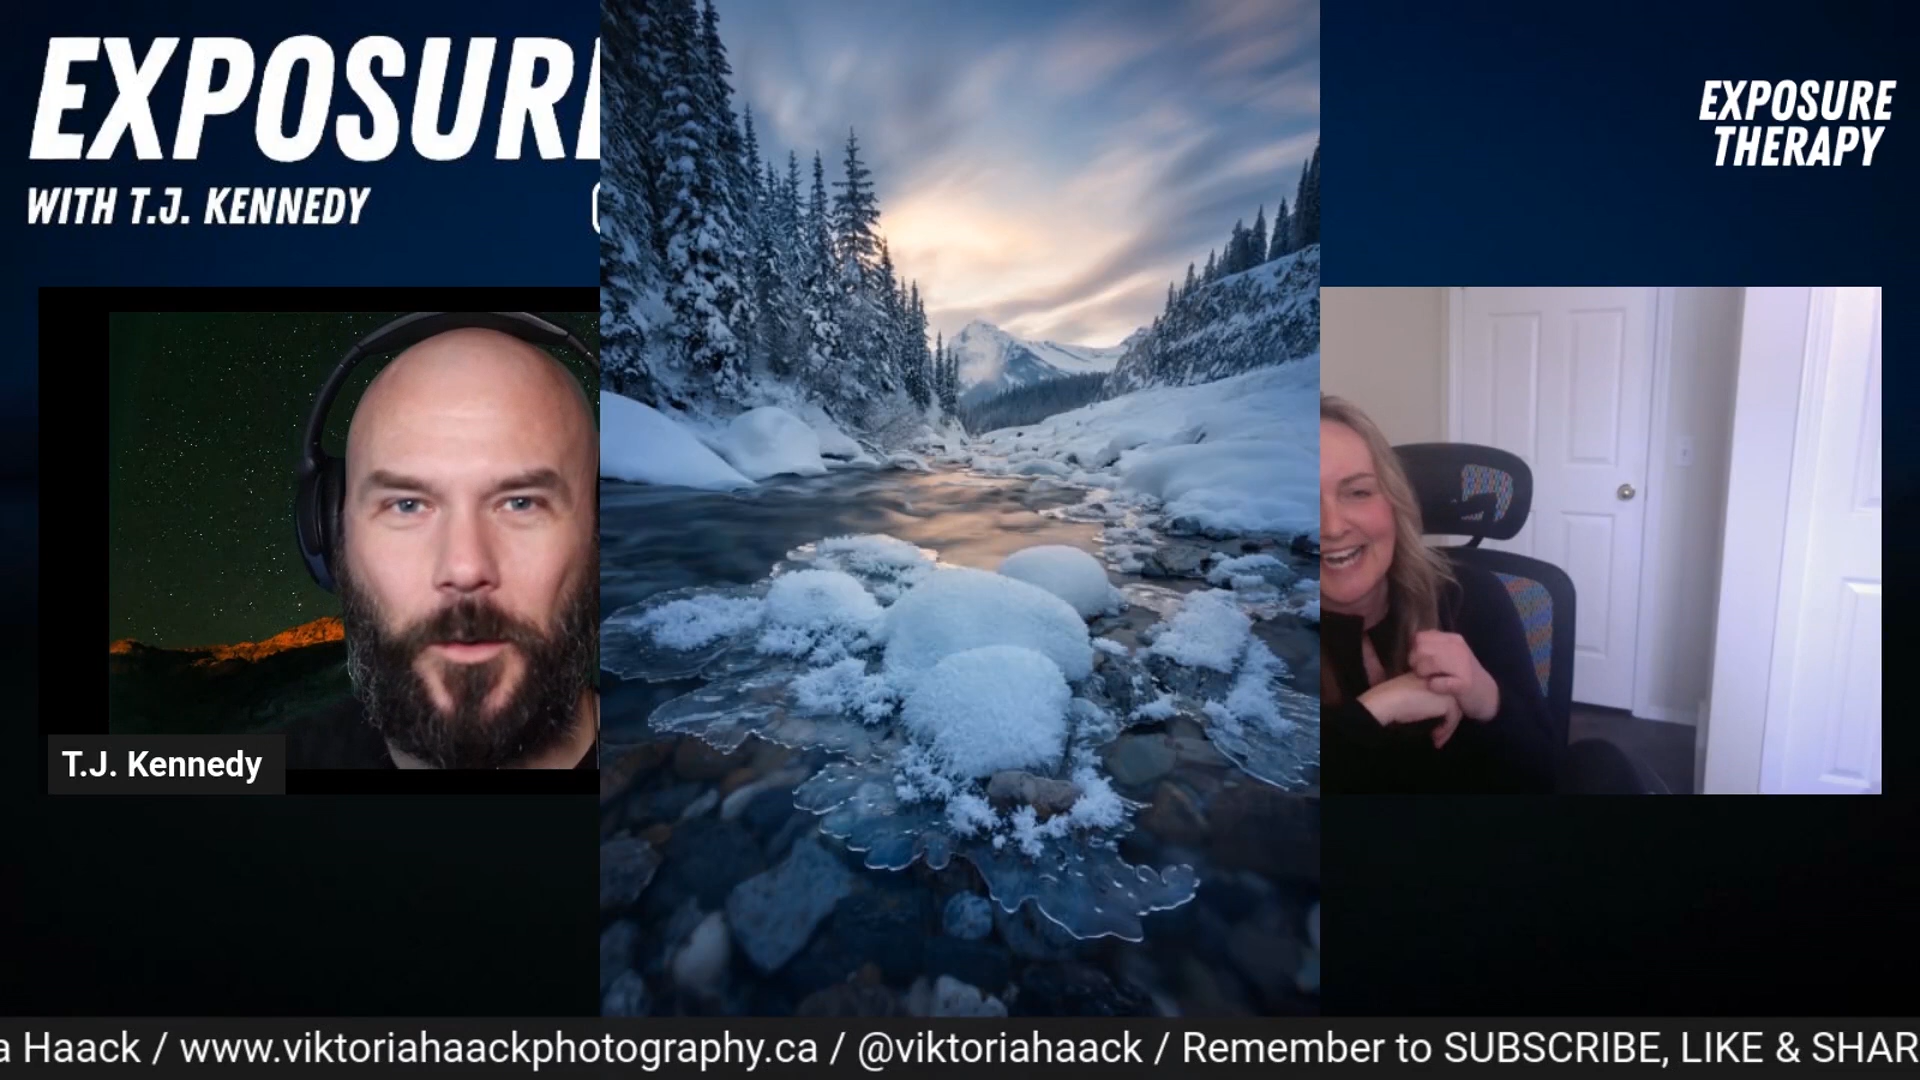 EXPOSUR
WITH T.J. KENNEDY
EXPOSURE
THERAPY
T.J. Kennedy
a Haack / www.viktoriahaackphotography.ca / @viktoriahaack / Remember to SUBSCRIBE, LIKE & SHAR